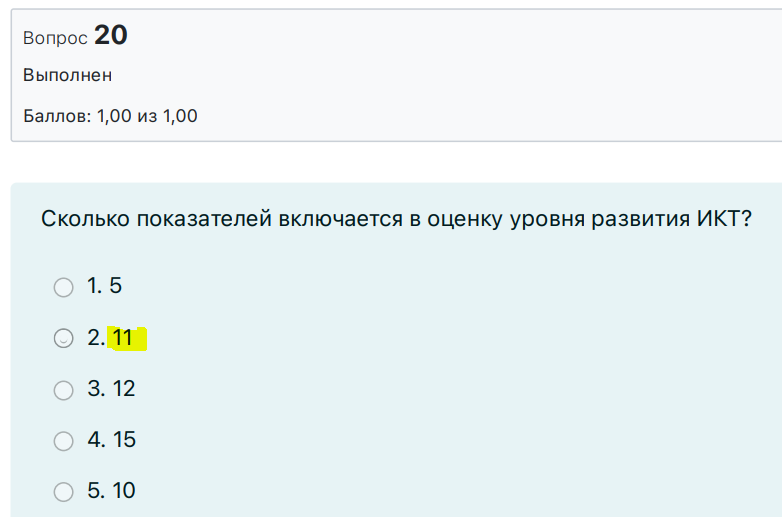 Вопрос 20
Выполнен
Баллов: 1,00 из 1,00
Сколько показателей включается в оценку уровня развития ИКТ?
1. 5
2. 11
3. 12
4. 15
5. 10